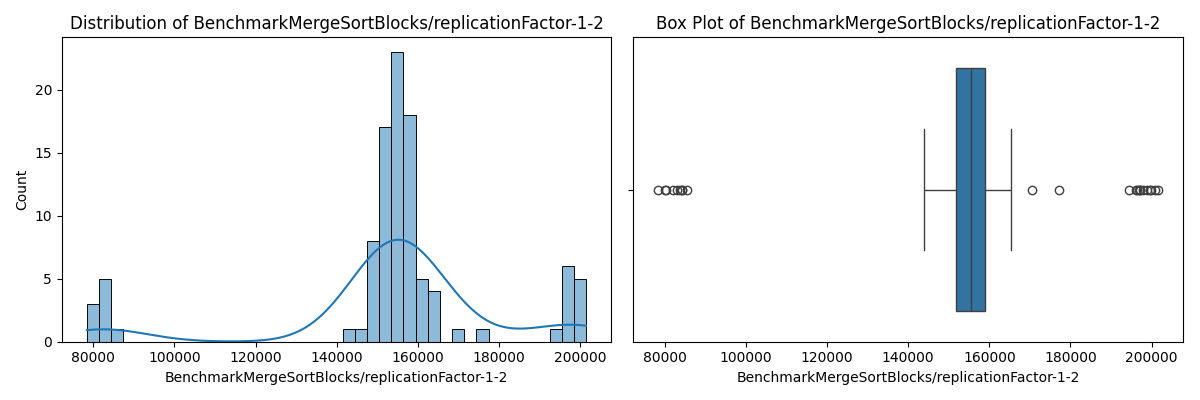 Distribution of BenchmarkMergeSortBlocks/replicationFactor-1-2
Count
20
15
10
5
0
80000 100000 120000 140000 160000 180000 200000
BenchmarkMergeSortBlocks/replicationFactor-1-2
Box Plot of BenchmarkMergeSortBlocks/replicationFactor-1-2
80000 100000 120000 140000 160000 180000 200000
BenchmarkMergeSortBlocks/replicationFactor-1-2